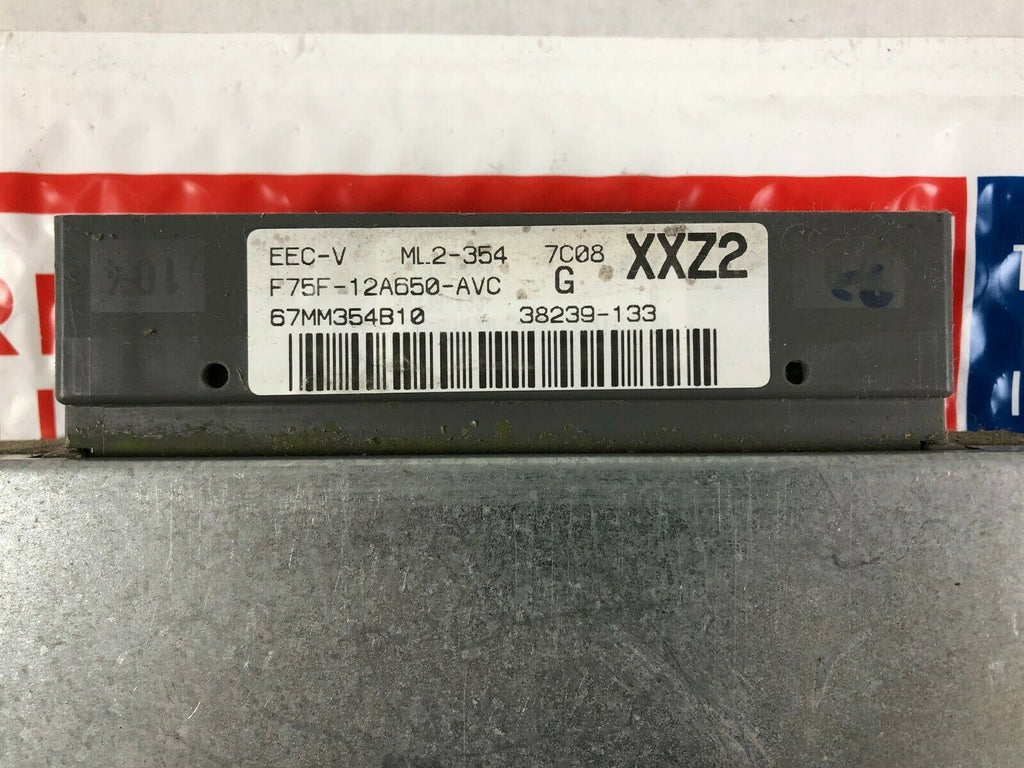 EEC-V ML2-354 7C08 XXZ2
F75F-12A650-AVC G
67MM354B10 38239-133